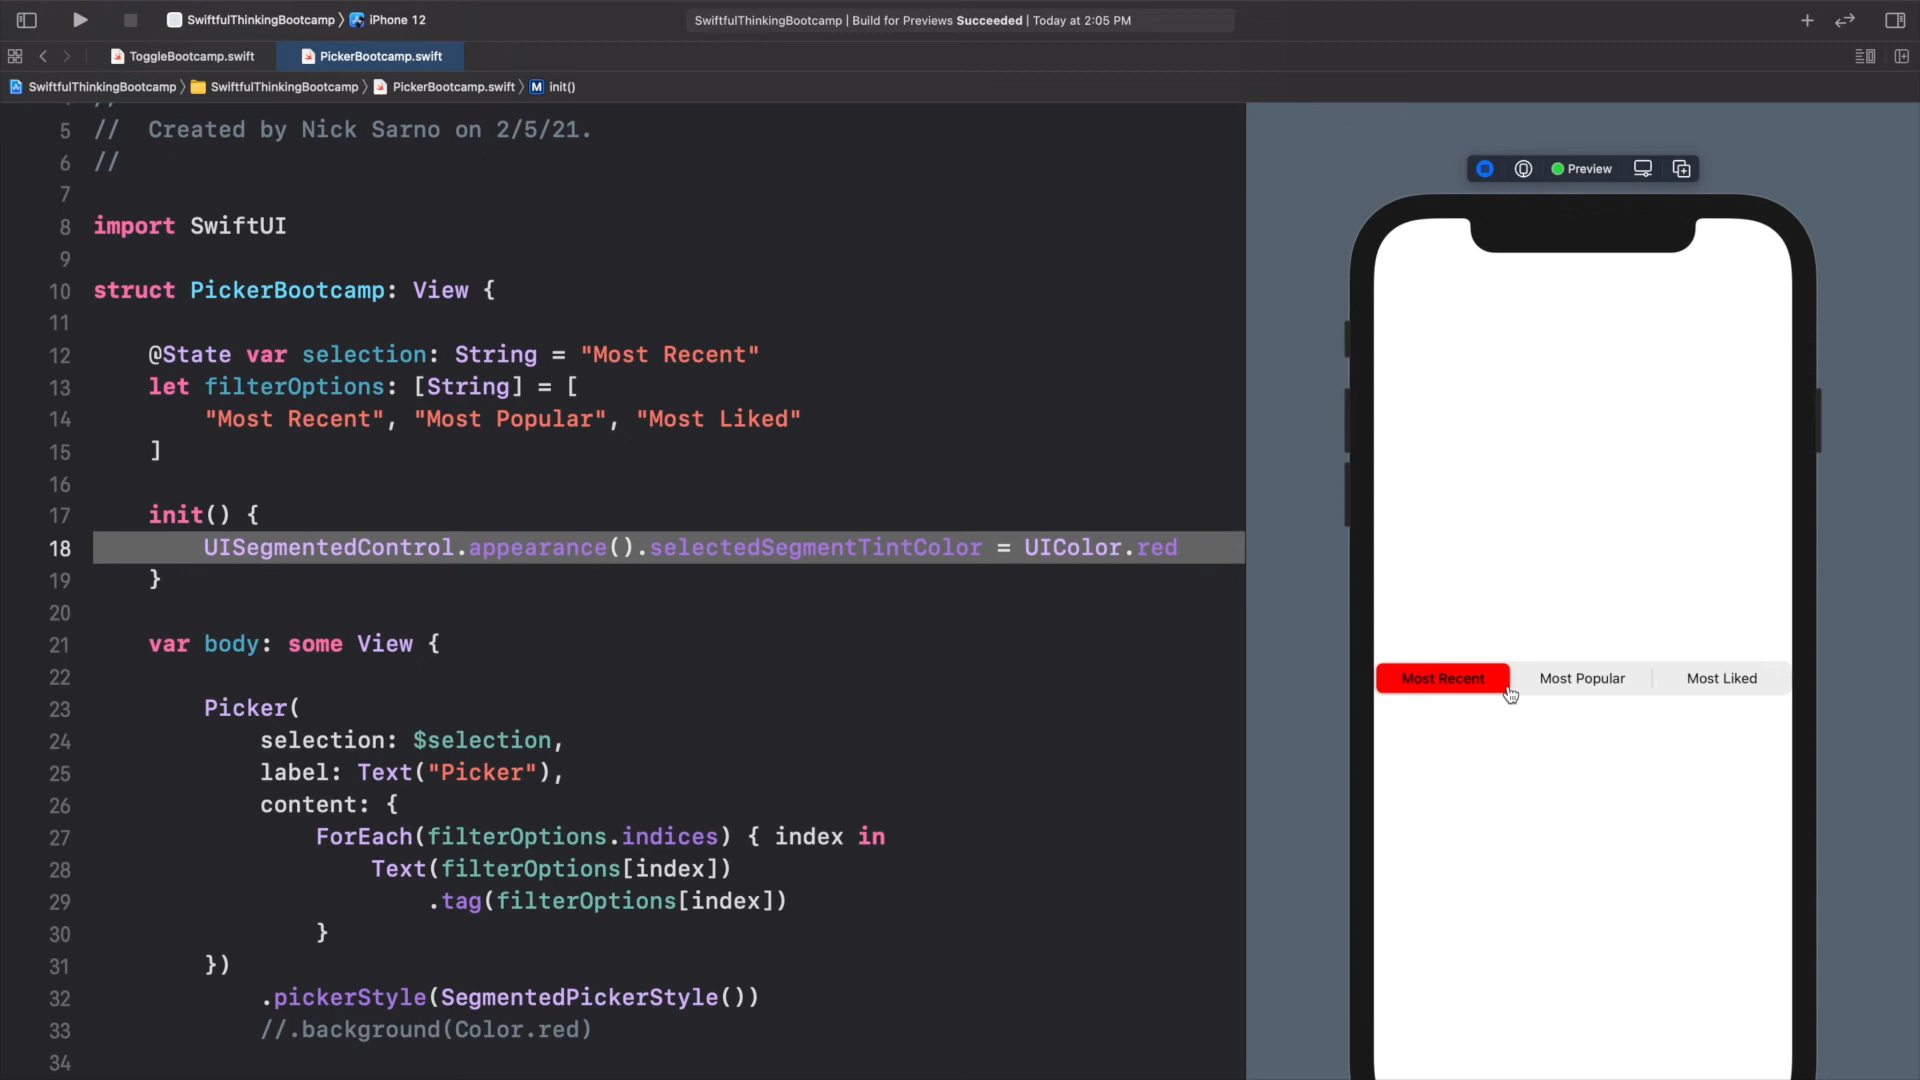 SwiftfulThinkingBootcamp 〉 iPhone 12
SwiftfulThinkingBootcamp | Build for Previews Succeeded | Today at 2:05 PM
ToggleBootcamp.swift
PickerBootcamp.swift
SwiftfulThinkingBootcamp 〉 SwiftfulThinkingBootcamp 〉 PickerBootcamp.swift 〉 M init()
5 //  Created by Nick Sarno on 2/5/21.
6 //
7
8 import SwiftUI
9
10 struct PickerBootcamp: View {
11
12     @State var selection: String = "Most Recent"
13     let filterOptions: [String] = [
14         "Most Recent", "Most Popular", "Most Liked"
15     ]
16
17     init() {
18         UISegmentedControl.appearance().selectedSegmentTintColor = UIColor.red
19     }
20
21     var body: some View {
22
23         Picker(
24             selection: $selection,
25             label: Text("Picker"),
26             content: {
27                 ForEach(filterOptions.indices) { index in
28                     Text(filterOptions[index])
29                         .tag(filterOptions[index])
30                 }
31         })
32             .pickerStyle(SegmentedPickerStyle())
33             //.background(Color.red)
34
Preview
Most Recent Most Popular Most Liked